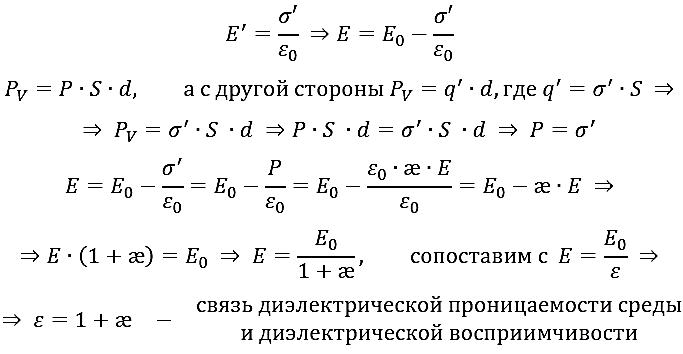 E′ = σ′/ε₀ ⇒ E = E₀ − σ′/ε₀
P_V = P · S · d,  а с другой стороны P_V = q′ · d, где q′ = σ′ · S ⇒
⇒ P_V = σ′ · S · d ⇒ P · S · d = σ′ · S · d ⇒ P = σ′
E = E₀ − σ′/ε₀ = E₀ − P/ε₀ = E₀ − (ε₀ · æ · E)/ε₀ = E₀ − æ · E ⇒
⇒ E · (1 + æ) = E₀ ⇒ E = E₀/(1 + æ),  сопоставим с E = E₀/ε ⇒
⇒ ε = 1 + æ − связь диэлектрической проницаемости среды
и диэлектрической восприимчивости